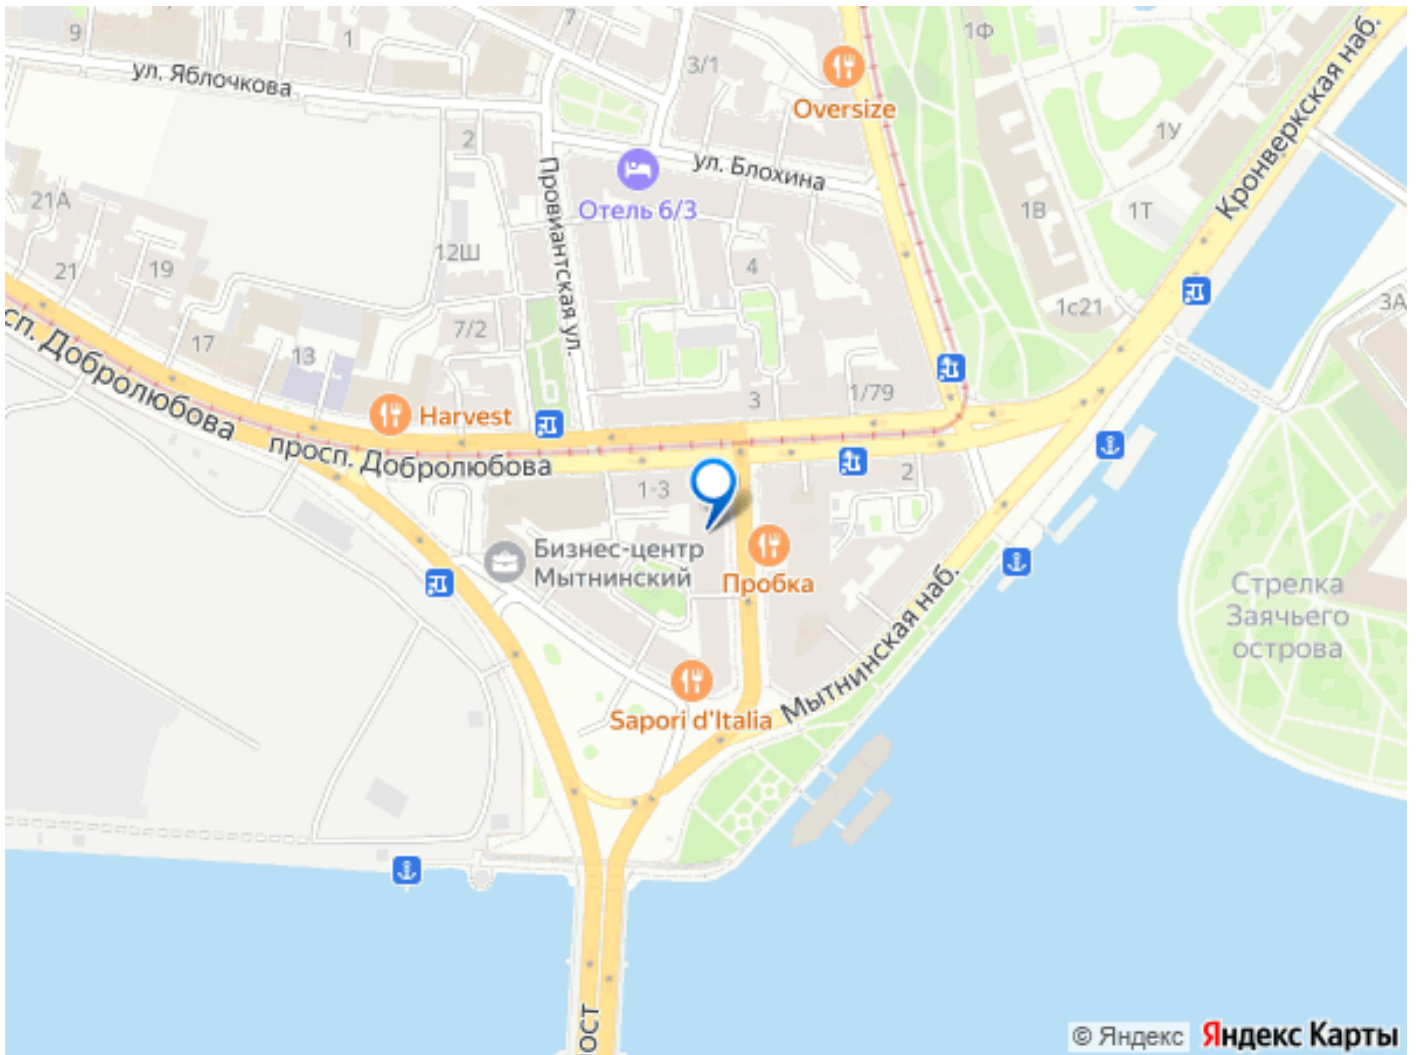 7
1Ф
9
1
ул. Яблочкова
3/1
Oversize
Кронверкская наб.
1У
2
ул. Блохина
Провиантская ул.
Отель 6/3
21А
1В
1Т
12Ш
21
19
4
1с21
3А
17
13
7/2
3
1/79
Harvest
сп. Добролюбова
просп. Добролюбова
1-3
2
Бизнес-центр
Мытнинский
Пробка
Стрелка
Заячьего
острова
Мытнинская наб.
Sapori d'Italia
ост
© Яндекс
Яндекс Карты